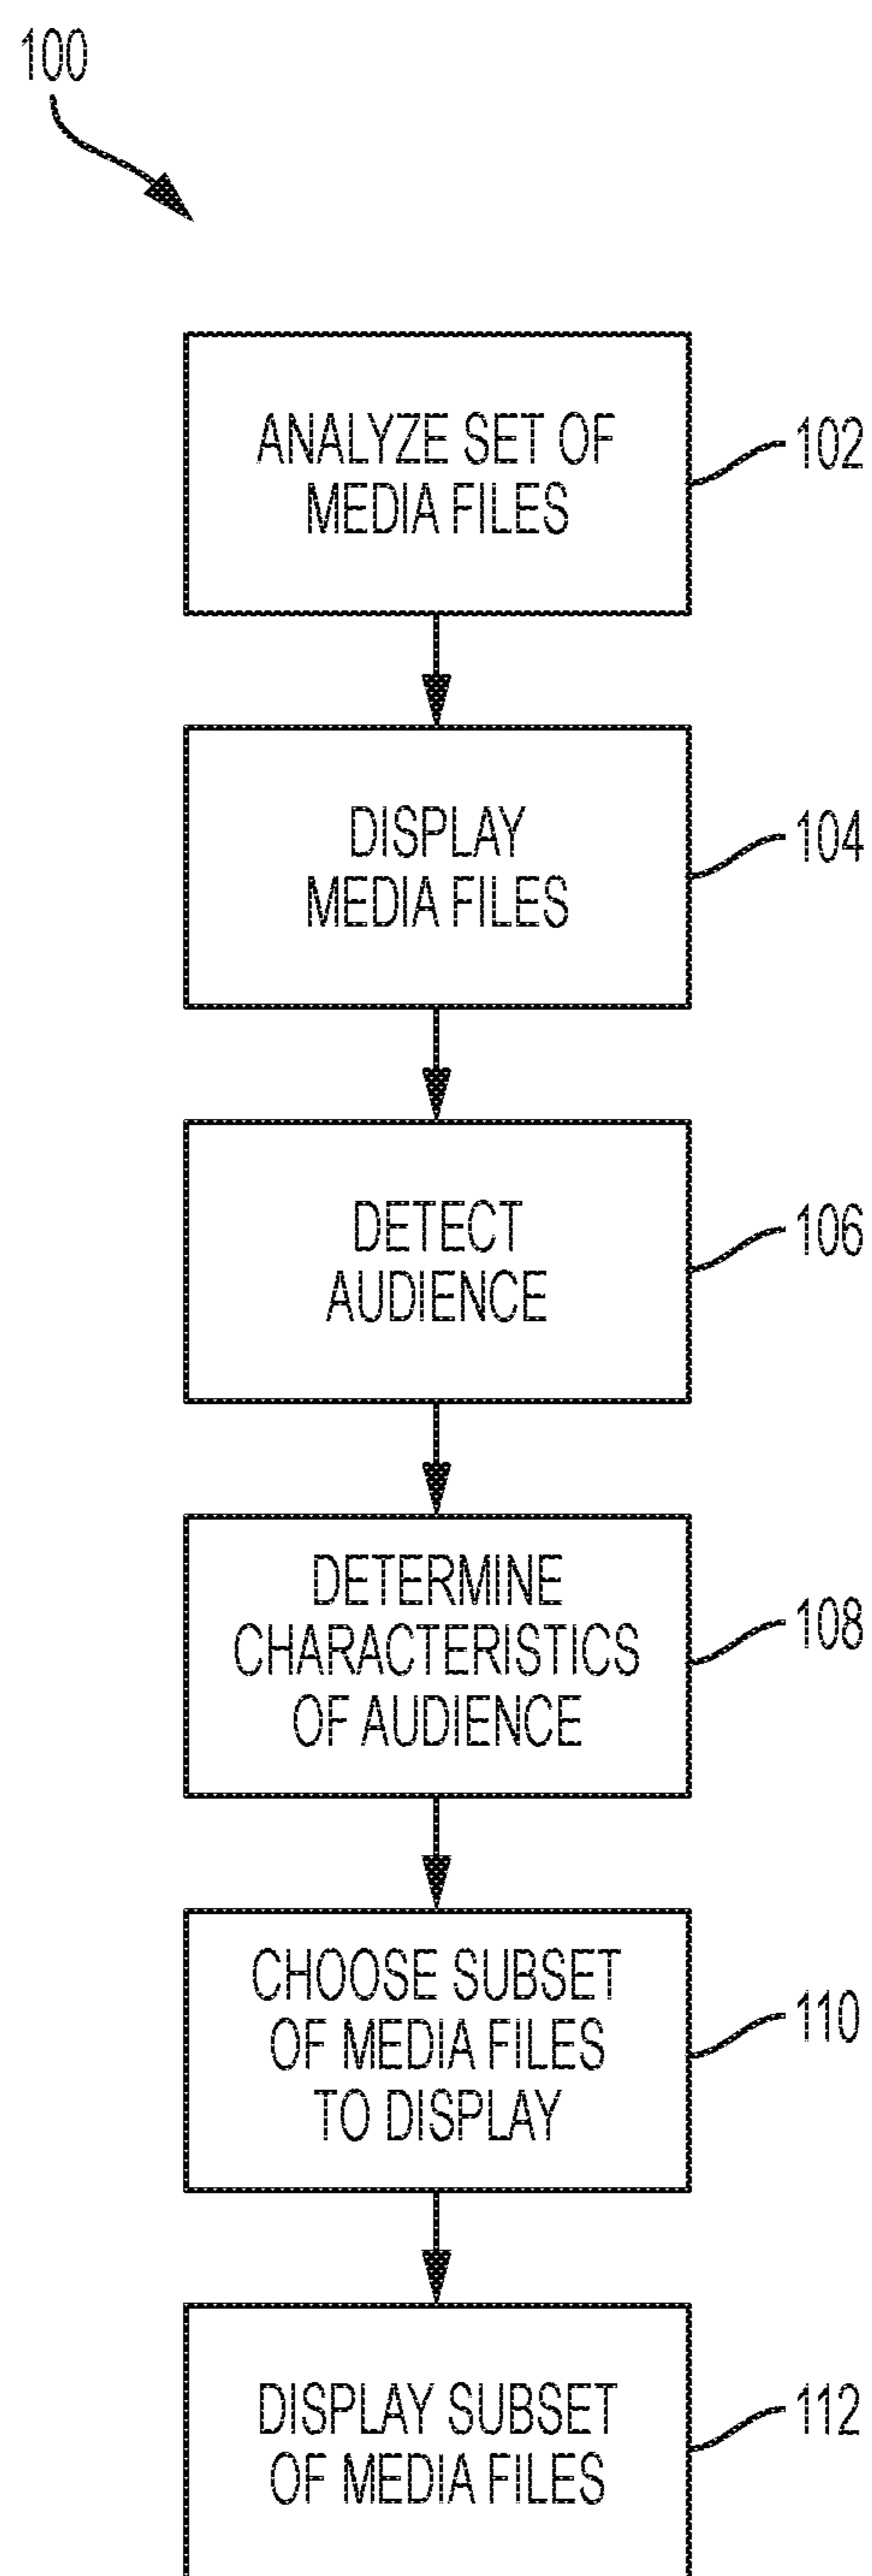 100
ANALYZE SET OF
MEDIA FILES
102
DISPLAY
MEDIA FILES
104
DETECT
AUDIENCE
106
DETERMINE
CHARACTERISTICS
OF AUDIENCE
108
CHOOSE SUBSET
OF MEDIA FILES
TO DISPLAY
110
DISPLAY SUBSET
OF MEDIA FILES
112